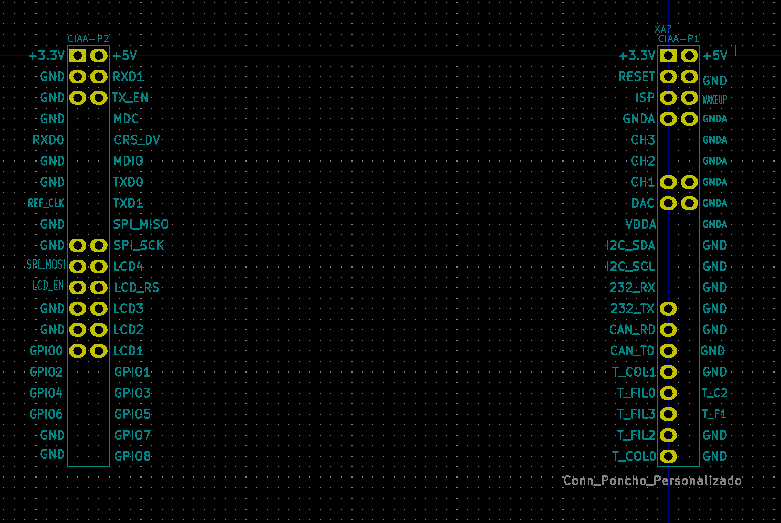 XA?
CIAA-P2 CIAA-P1
+3.3V +5V +3.3V +5V
GND RXD1 RESET GND
GND TX_EN ISP WAKEUP
GND MDC GNDA GNDA
RXD0 CRS_DV CH3 GNDA
GND MDIO CH2 GNDA
GND TXD0 CH1 GNDA
REF_CLK TXD1 DAC GNDA
GND SPI_MISO VDDA GNDA
GND SPI_SCK I2C_SDA GND
SPI_MOSI LCD4 I2C_SCL GND
LCD_EN LCD_RS 232_RX GND
GND LCD3 232_TX GND
GND LCD2 CAN_RD GND
GPIO0 LCD1 CAN_TD GND
GPIO2 GPIO1 T_COL1 GND
GPIO4 GPIO3 T_FIL0 T_C2
GPIO6 GPIO5 T_FIL3 T_F1
GND GPIO7 T_FIL2 GND
GND GPIO8 T_COL0 GND
Conn_Poncho_Personalizado